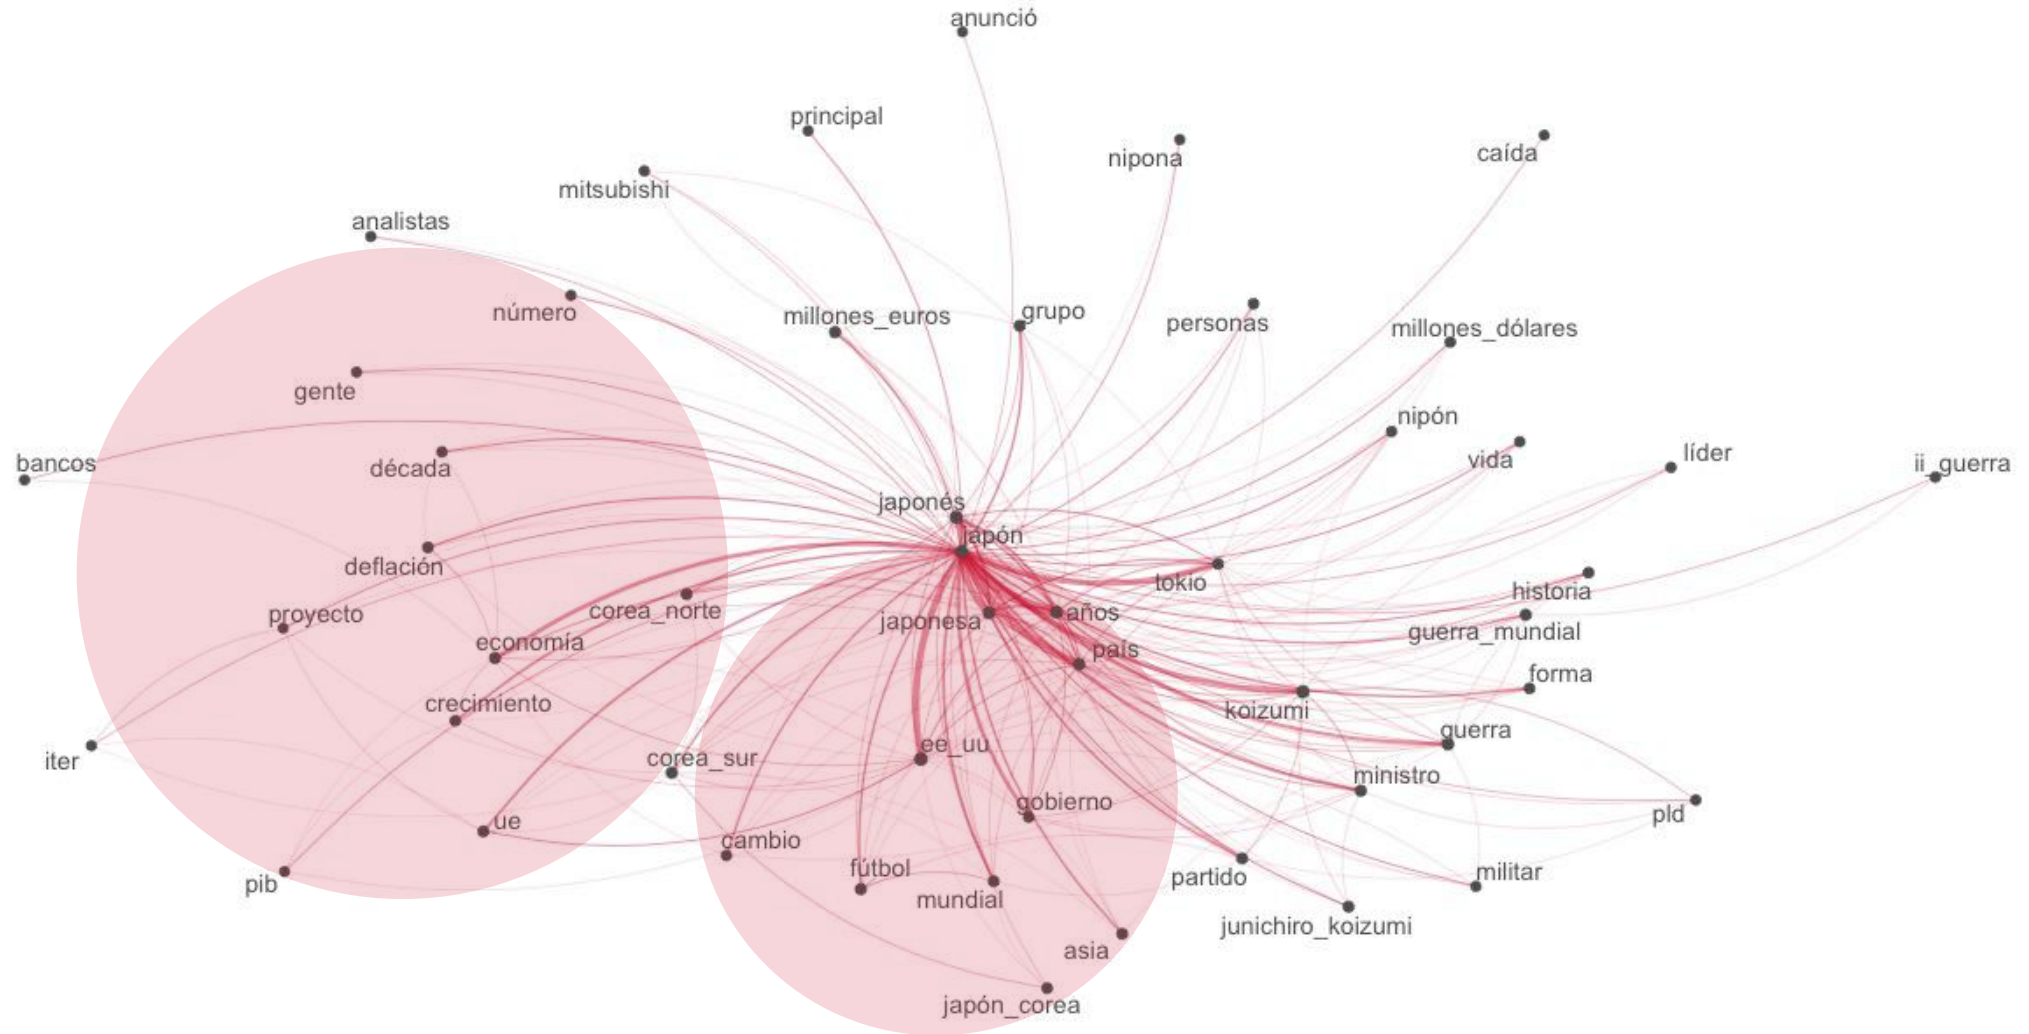 anunció
principal
nipona
caída
mitsubishi
analistas
número
millones_euros
grupo
personas
millones_dólares
gente
nipón
bancos
década
vida
líder
ii_guerra
japonés
japón
deflación
tokio
historia
proyecto
corea_norte
japonesa
años
guerra_mundial
economía
país
forma
crecimiento
koizumi
guerra
iter
corea_sur
ee_uu
ministro
gobierno
pld
ue
cambio
fútbol
partido
militar
pib
mundial
junichiro_koizumi
asia
japón_corea